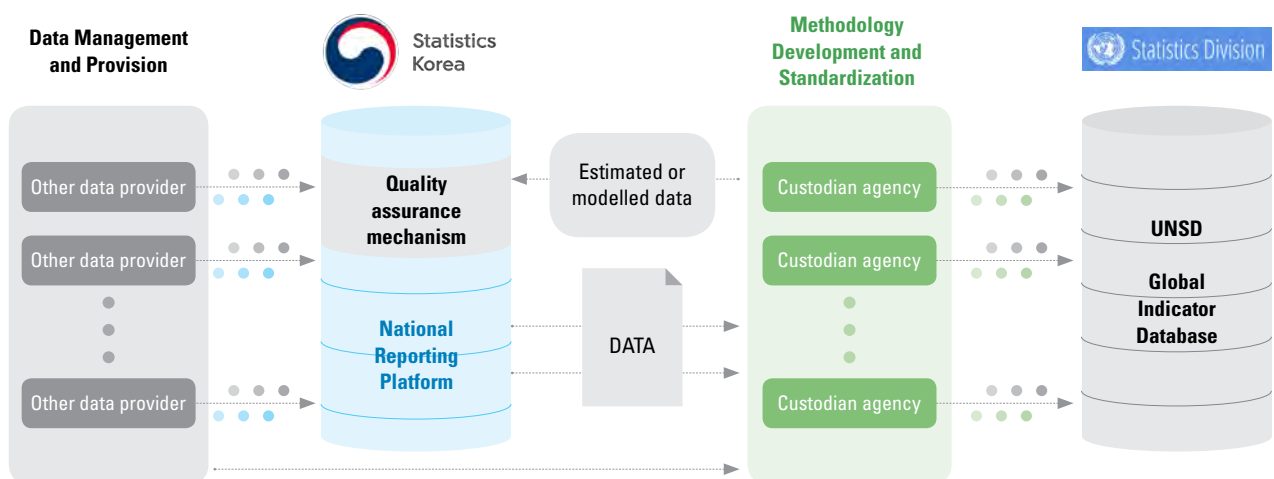 Data Management
and Provision
Statistics
Korea
Methodology
Development and
Standardization
Statistics Division
Other data provider
Other data provider
Other data provider
Quality
assurance
mechanism
National
Reporting
Platform
Estimated or
modelled data
DATA
Custodian agency
Custodian agency
Custodian agency
UNSD
Global
Indicator
Database